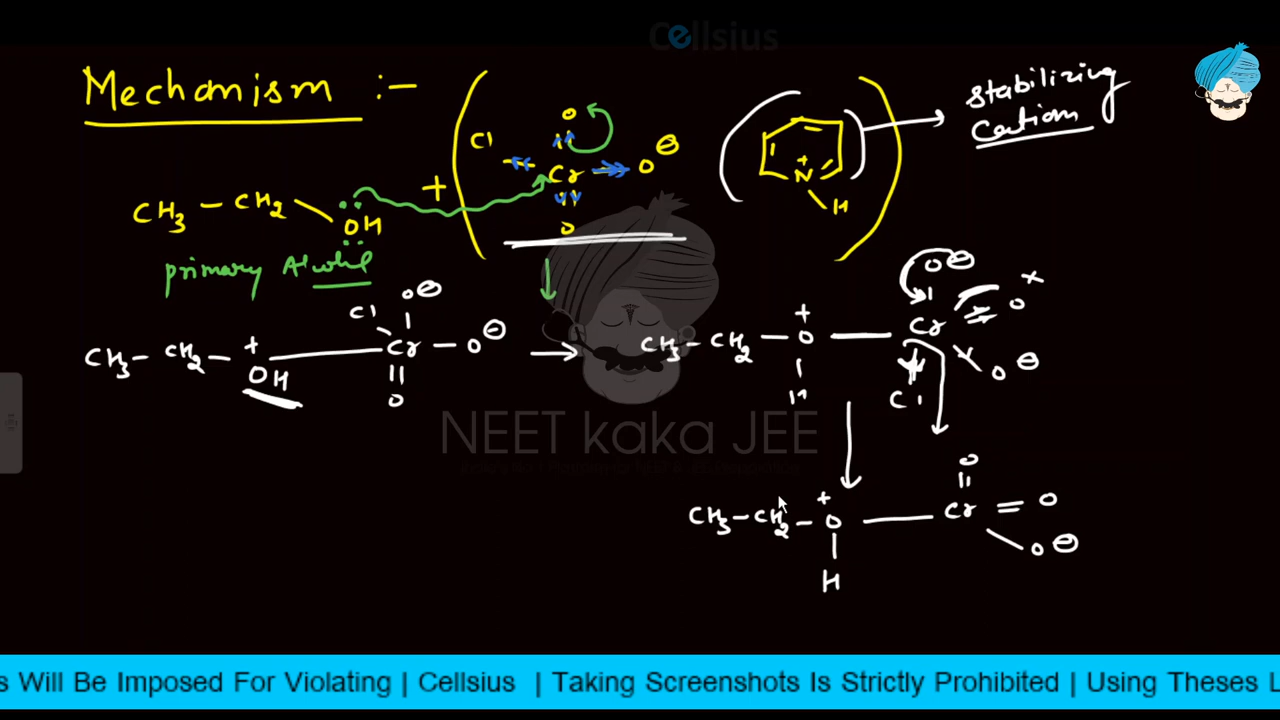 Cellsius
Mechanism :-
Stabilizing
Cation
CH3 — CH2 — OH + ( Cl — Cr — O⊖ O O N+ H )
primary Alcohol
CH3 — CH2 — OH+ — Cr — O⊖ Cl O⊖ O
CH3 — CH2 — O+ — Cr = O H O⊖ O⊖ Cl
NEET kaka JEE
CH3 — CH2 — O+ — Cr = O H O O⊖
s Will Be Imposed For Violating | Cellsius | Taking Screenshots Is Strictly Prohibited | Using Theses L